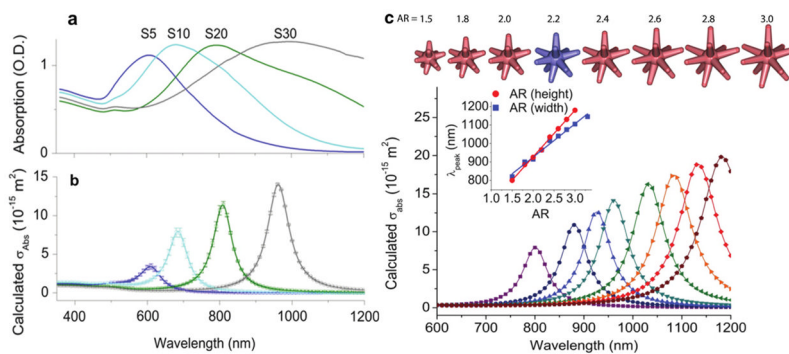 a
S5 S10 S20 S30
Absorption (O.D.)
1
0
b
Calculated σAbs (10-15 m2)
15
10
5
0
400 600 800 1000 1200
Wavelength (nm)
c
AR = 1.5 1.8 2.0 2.2 2.4 2.6 2.8 3.0
AR (height)
AR (width)
λpeak (nm)
1200
1100
1000
900
800
1.0 1.5 2.0 2.5 3.0
AR
Calculated σabs (10-15 m2)
25
20
15
10
5
0
600 700 800 900 1000 1100 1200
Wavelength (nm)